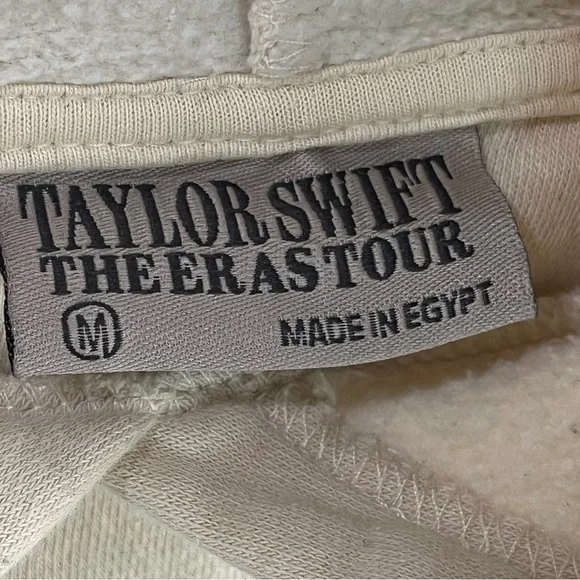 TAYLOR SWIFT
THE ERAS TOUR
M
MADE IN EGYPT